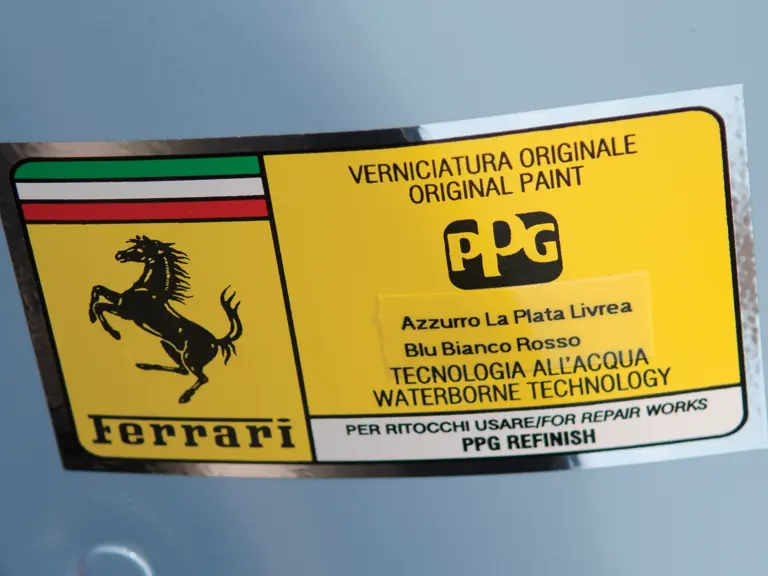 Ferrari
VERNICIATURA ORIGINALE
ORIGINAL PAINT
PPG
Azzurro La Plata Livrea
Blu Bianco Rosso
TECNOLOGIA ALL'ACQUA
WATERBORNE TECHNOLOGY
PER RITOCCHI USARE/FOR REPAIR WORKS
PPG REFINISH